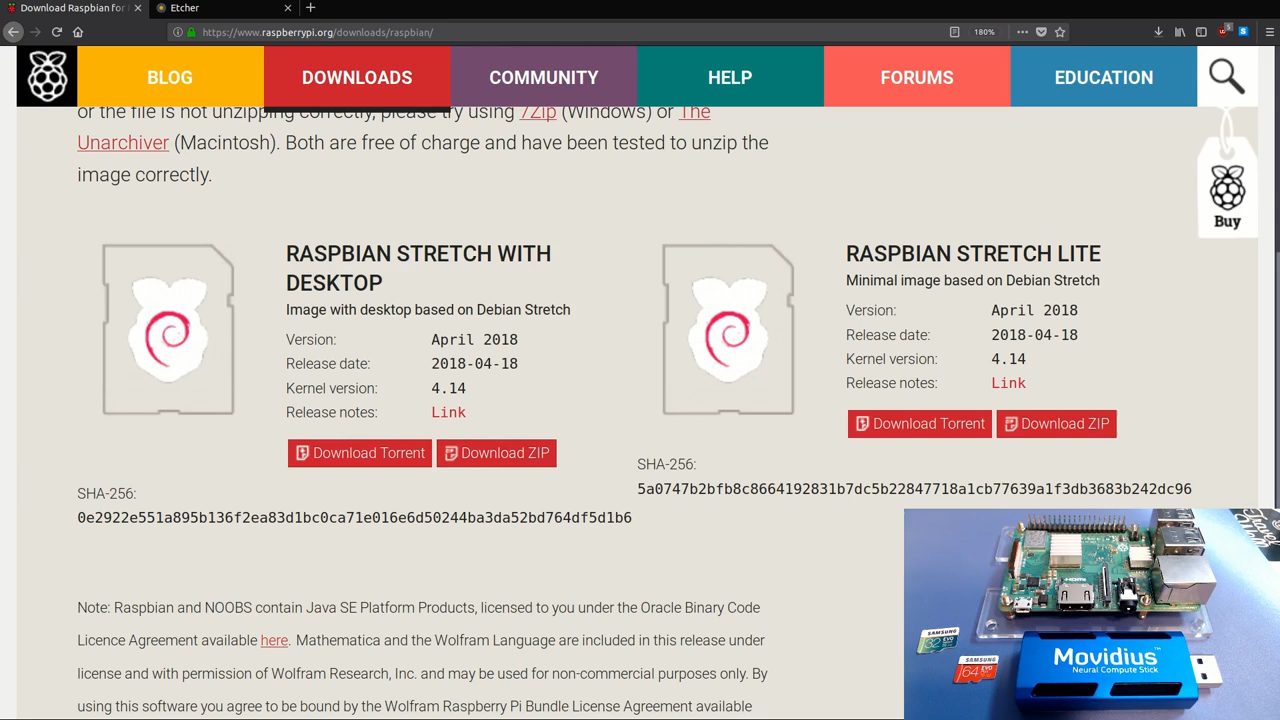 Download Raspbian for
Etcher
https://www.raspberrypi.org/downloads/raspbian/
180%
BLOG
DOWNLOADS
COMMUNITY
HELP
FORUMS
EDUCATION
or the file is not unzipping correctly, please try using 7Zip (Windows) or The
Unarchiver (Macintosh). Both are free of charge and have been tested to unzip the
image correctly.
Buy
RASPBIAN STRETCH WITH
DESKTOP
Image with desktop based on Debian Stretch
Version: April 2018
Release date: 2018-04-18
Kernel version: 4.14
Release notes: Link
Download Torrent
Download ZIP
SHA-256:
0e2922e551a895b136f2ea83d1bc0ca71e016e6d50244ba3da52bd764df5d1b6
RASPBIAN STRETCH LITE
Minimal image based on Debian Stretch
Version: April 2018
Release date: 2018-04-18
Kernel version: 4.14
Release notes: Link
Download Torrent
Download ZIP
SHA-256:
5a0747b2bfb8c8664192831b7dc5b22847718a1cb77639a1f3db3683b242dc96
Note: Raspbian and NOOBS contain Java SE Platform Products, licensed to you under the Oracle Binary Code
Licence Agreement available here. Mathematica and the Wolfram Language are included in this release under
license and with permission of Wolfram Research, Inc and may be used for non-commercial purposes only. By
using this software you agree to be bound by the Wolfram Raspberry Pi Bundle License Agreement available
HDMI
SAMSUNG
32 EVO
SAMSUNG
64 EVO
Movidius™
Neural Compute Stick